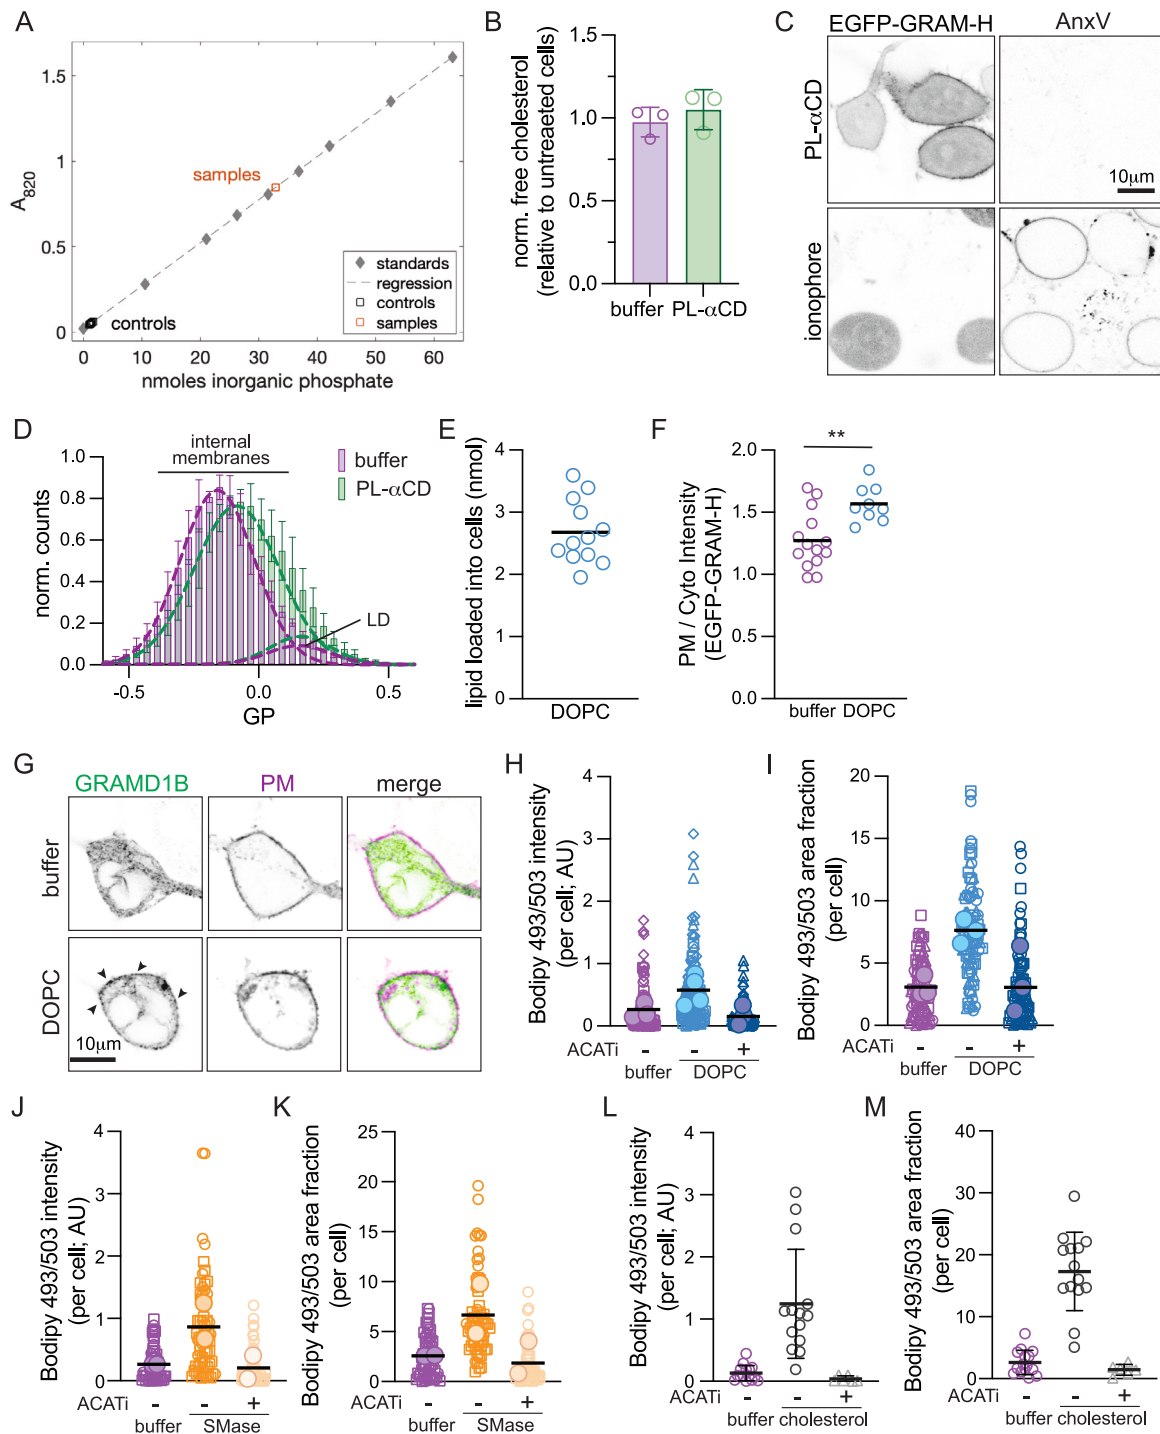 A
A820
1.5
1
0.5
0
0 10 20 30 40 50 60
nmoles inorganic phosphate
samples
controls
standards
regression
controls
samples
B
norm. free cholesterol
(relative to untreaeted cells)
1.5
1.0
0.5
0.0
buffer PL-αCD
C
EGFP-GRAM-H AnxV
PL-αCD
10μm
ionophore
D
internal
membranes
buffer
PL-αCD
norm. counts
1.0
0.8
0.6
0.4
0.2
0.0
LD
-0.5 0.0 0.5
GP
E
lipid loaded into cells (nmol)
4
3
2
1
0
DOPC
F
**
PM / Cyto Intensity
(EGFP-GRAM-H)
2.0
1.5
1.0
0.5
0.0
buffer DOPC
G
GRAMD1B PM merge
buffer
DOPC
10μm
H
Bodipy 493/503 intensity
(per cell; AU)
4
3
2
1
0
ACATi - - +
buffer DOPC
I
Bodipy 493/503 area fraction
(per cell)
20
15
10
5
0
ACATi - - +
buffer DOPC
J
Bodipy 493/503 intensity
(per cell; AU)
4
3
2
1
0
ACATi - - +
buffer SMase
K
Bodipy 493/503 area fraction
(per cell)
25
20
15
10
5
0
ACATi - - +
buffer SMase
L
Bodipy 493/503 intensity
(per cell; AU)
4
3
2
1
0
ACATi - - +
buffer cholesterol
M
Bodipy 493/503 area fraction
(per cell)
40
30
20
10
0
ACATi - - +
buffer cholesterol